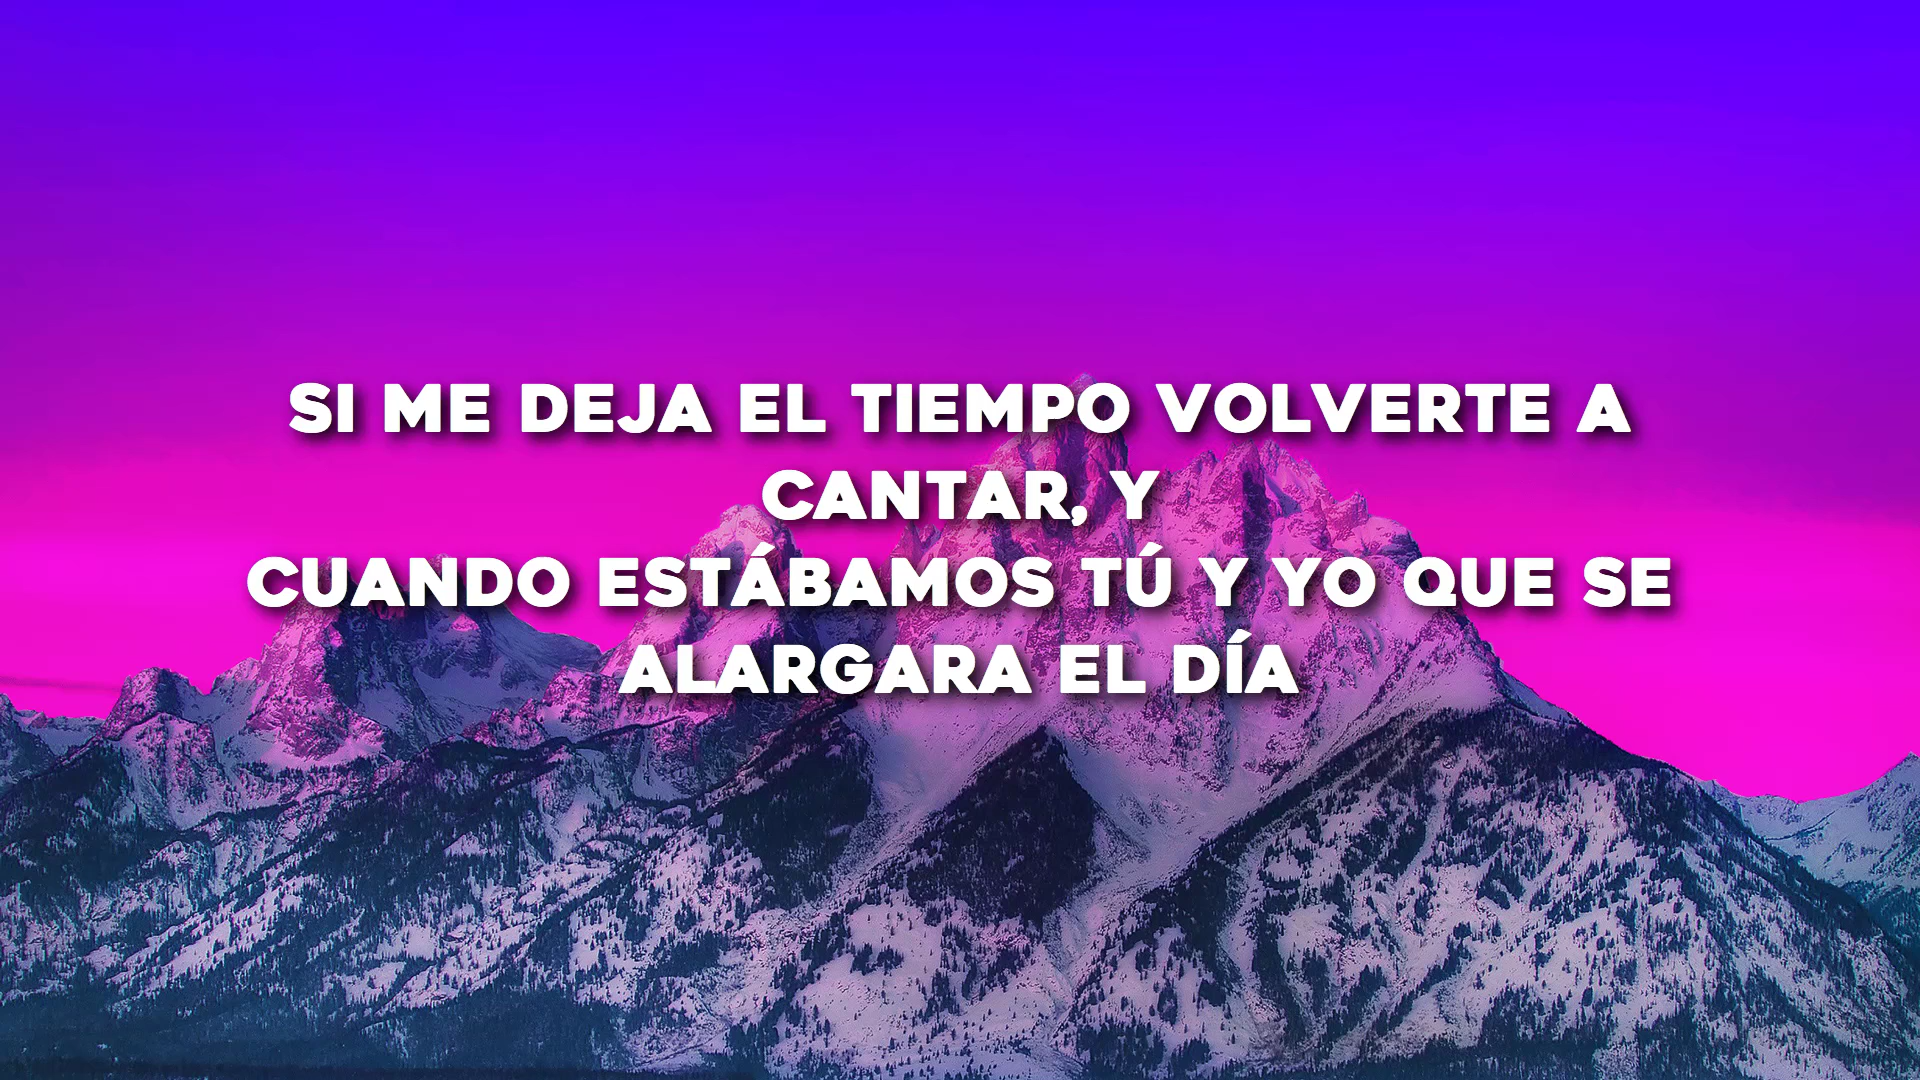 SI ME DEJA EL TIEMPO VOLVERTE A
CANTAR, Y
CUANDO ESTÁBAMOS TÚ Y YO QUE SE
ALARGARA EL DÍA